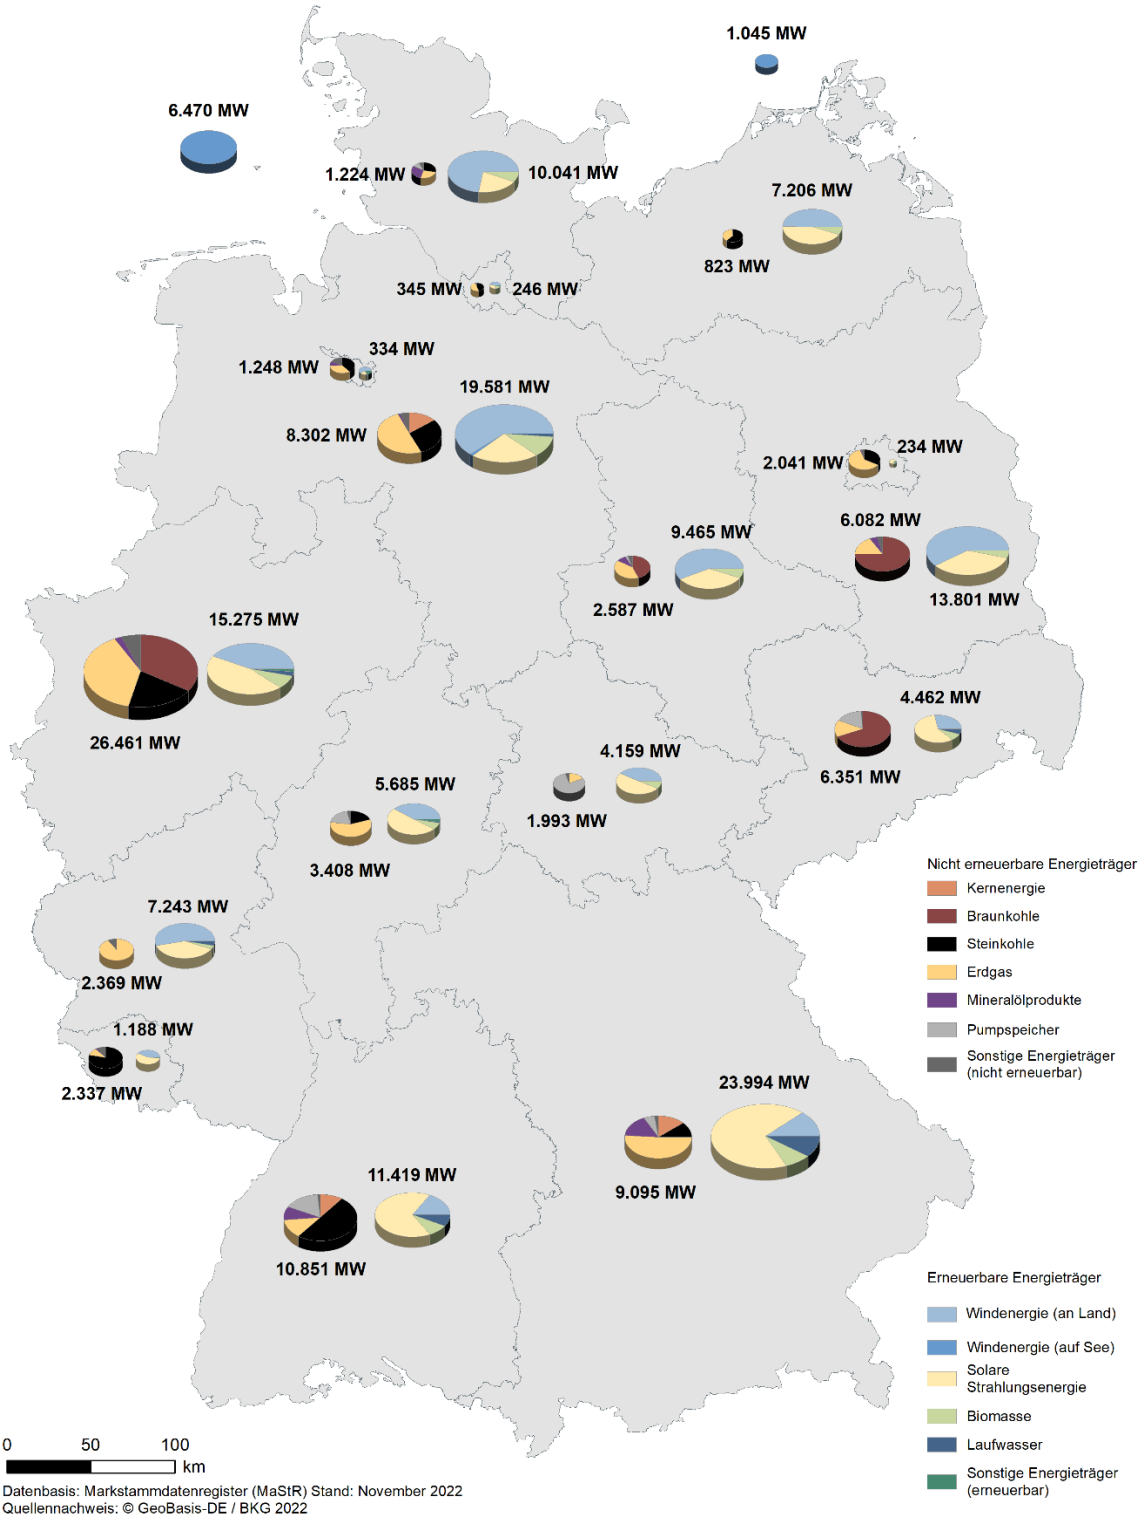 1.045 MW
6.470 MW
1.224 MW
10.041 MW
7.206 MW
823 MW
345 MW
246 MW
334 MW
1.248 MW
19.581 MW
8.302 MW
234 MW
2.041 MW
6.082 MW
9.465 MW
13.801 MW
2.587 MW
15.275 MW
26.461 MW
4.462 MW
6.351 MW
4.159 MW
1.993 MW
5.685 MW
3.408 MW
7.243 MW
2.369 MW
1.188 MW
2.337 MW
23.994 MW
9.095 MW
11.419 MW
10.851 MW
Nicht erneuerbare Energieträger
Kernenergie
Braunkohle
Steinkohle
Erdgas
Mineralölprodukte
Pumpspeicher
Sonstige Energieträger
(nicht erneuerbar)
Erneuerbare Energieträger
Windenergie (an Land)
Windenergie (auf See)
Solare
Strahlungsenergie
Biomasse
Laufwasser
Sonstige Energieträger
(erneuerbar)
0 50 100
km
Datenbasis: Markstammdatenregister (MaStR) Stand: November 2022
Quellennachweis: © GeoBasis-DE / BKG 2022